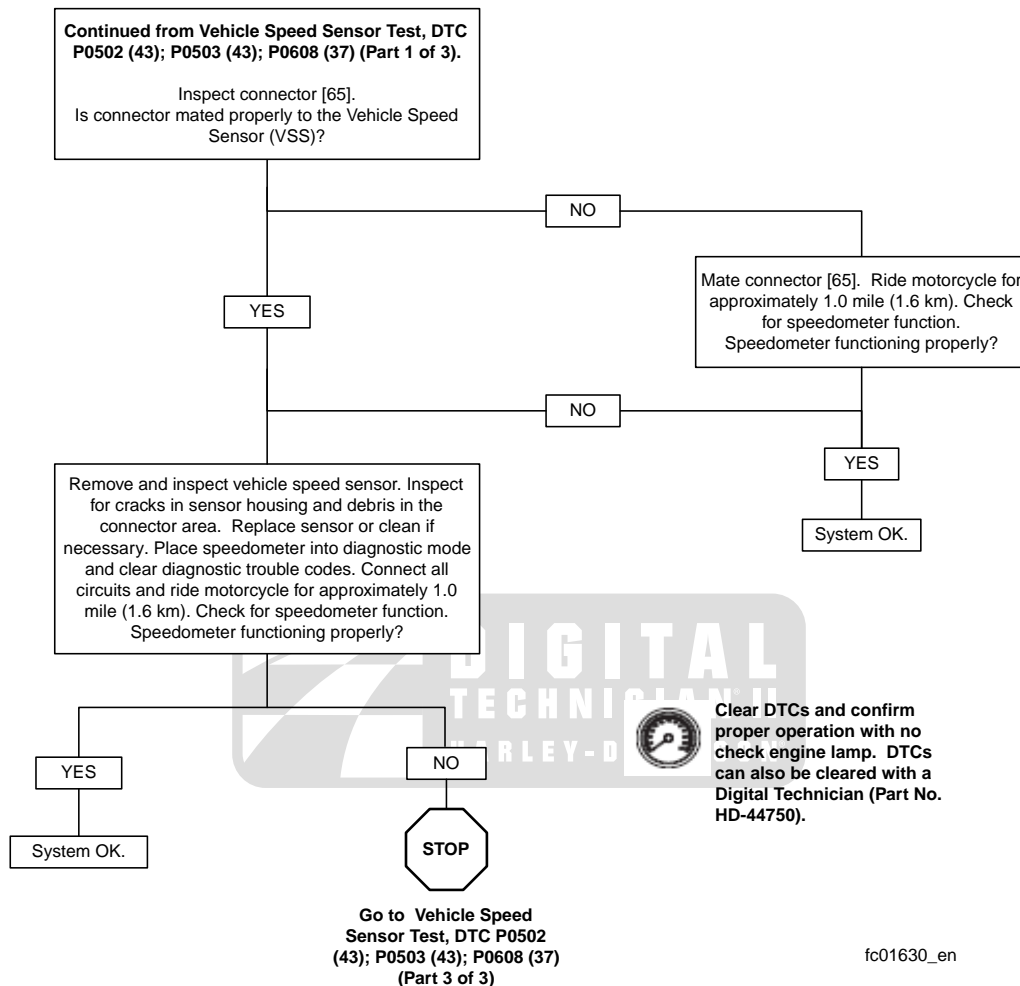 Continued from Vehicle Speed Sensor Test, DTC
P0502 (43); P0503 (43); P0608 (37) (Part 1 of 3).
Inspect connector [65].
Is connector mated properly to the Vehicle Speed
Sensor (VSS)?
NO
YES
Mate connector [65]. Ride motorcycle for
approximately 1.0 mile (1.6 km). Check
for speedometer function.
Speedometer functioning properly?
NO
YES
System OK.
Remove and inspect vehicle speed sensor. Inspect
for cracks in sensor housing and debris in the
connector area. Replace sensor or clean if
necessary. Place speedometer into diagnostic mode
and clear diagnostic trouble codes. Connect all
circuits and ride motorcycle for approximately 1.0
mile (1.6 km). Check for speedometer function.
Speedometer functioning properly?
DIGITAL
YES
NO
System OK.
STOP
Clear DTCs and confirm
proper operation with no
check engine lamp. DTCs
can also be cleared with a
Digital Technician (Part No.
HD-44750).
Go to Vehicle Speed
Sensor Test, DTC P0502
(43); P0503 (43); P0608 (37)
(Part 3 of 3)
fc01630_en